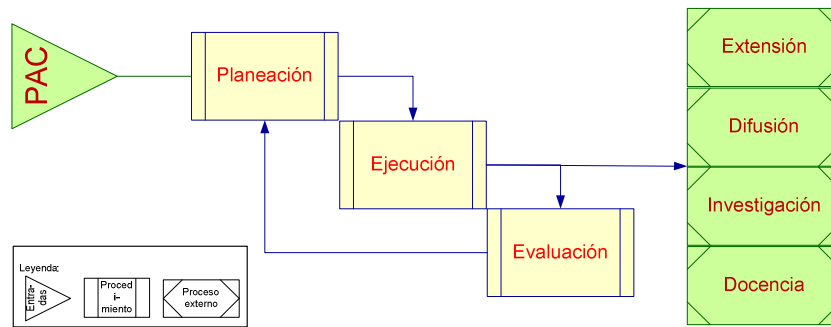 PAC
Planeación
Ejecución
Evaluación
Extensión
Difusión
Investigación
Docencia
Leyenda:
Entra-
das
Proced
i-
miento
Proceso
externo